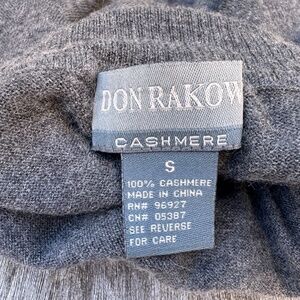 DON RAKOW
CASHMERE
S
100% CASHMERE
MADE IN CHINA
RN# 96927
CN# 05387
SEE REVERSE
FOR CARE